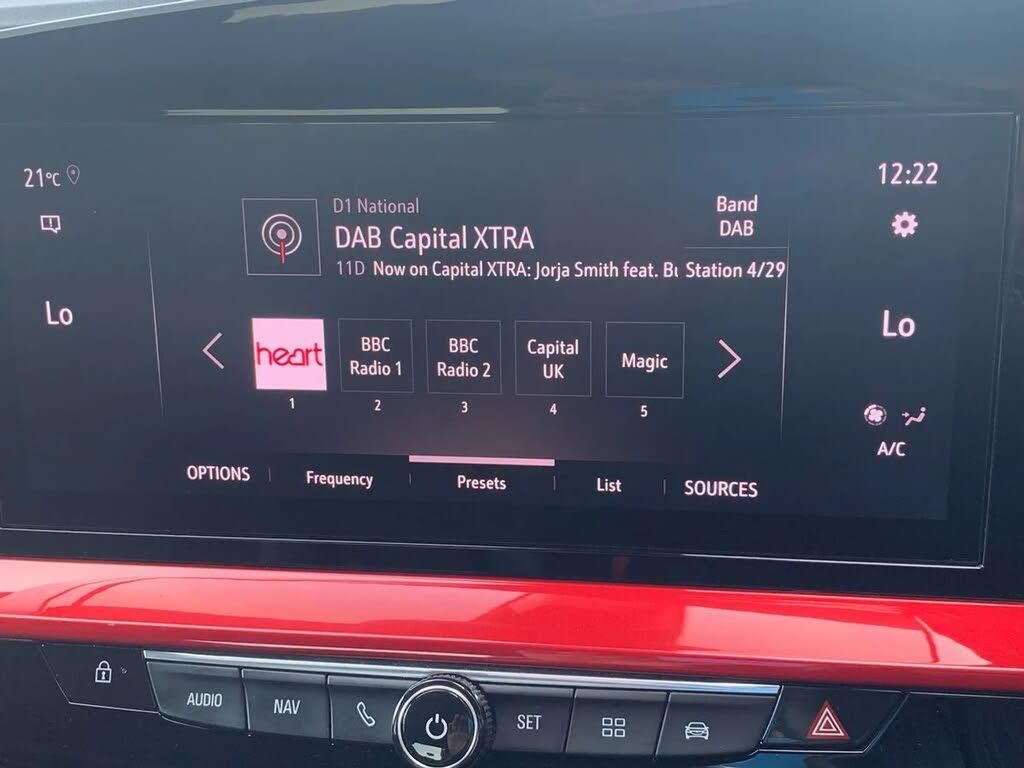 21°C
12:22
D1 National
DAB Capital XTRA
11D Now on Capital XTRA: Jorja Smith feat. Bu
Band
DAB
Station 4/29
Lo
Lo
heart
BBC
Radio 1
BBC
Radio 2
Capital
UK
Magic
1
2
3
4
5
A/C
OPTIONS
Frequency
Presets
List
SOURCES
AUDIO
NAV
SET